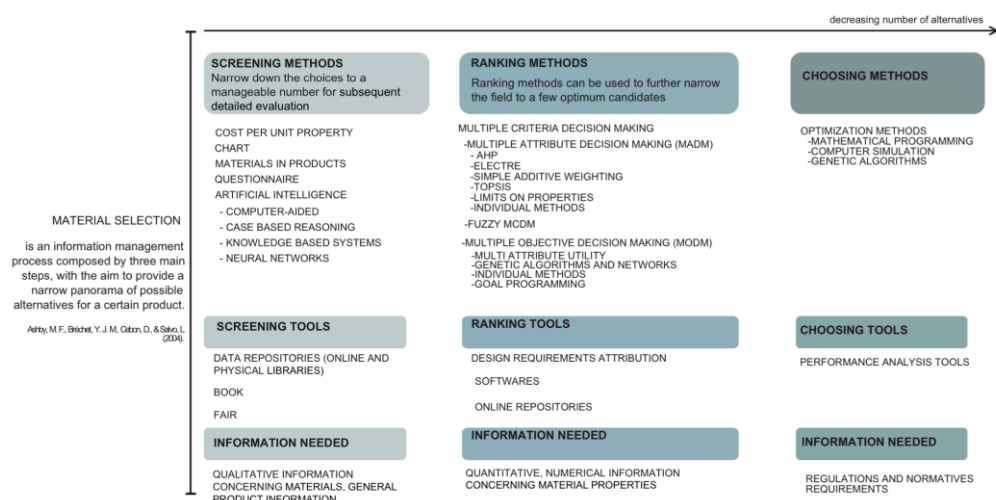 decreasing number of alternatives
MATERIAL SELECTION
is an information management
process composed by three main
steps, with the aim to provide a
narrow panorama of possible
alternatives for a certain product.
Ashby, M. F., Bréchet, Y. J. M., Cebon, D., & Salvo, L.
(2004).
SCREENING METHODS
Narrow down the choices to a
manageable number for subsequent
detailed evaluation
COST PER UNIT PROPERTY
CHART
MATERIALS IN PRODUCTS
QUESTIONNAIRE
ARTIFICIAL INTELLIGENCE
- COMPUTER-AIDED
- CASE BASED REASONING
- KNOWLEDGE BASED SYSTEMS
- NEURAL NETWORKS
RANKING METHODS
Ranking methods can be used to further narrow
the field to a few optimum candidates
MULTIPLE CRITERIA DECISION MAKING
-MULTIPLE ATTRIBUTE DECISION MAKING (MADM)
- AHP
-ELECTRE
-SIMPLE ADDITIVE WEIGHTING
-TOPSIS
-LIMITS ON PROPERTIES
-INDIVIDUAL METHODS
-FUZZY MCDM
-MULTIPLE OBJECTIVE DECISION MAKING (MODM)
-MULTI ATTRIBUTE UTILITY
-GENETIC ALGORITHMS AND NETWORKS
-INDIVIDUAL METHODS
-GOAL PROGRAMMING
CHOOSING METHODS
OPTIMIZATION METHODS
-MATHEMATICAL PROGRAMMING
-COMPUTER SIMULATION
-GENETIC ALGORITHMS
SCREENING TOOLS
DATA REPOSITORIES (ONLINE AND
PHYSICAL LIBRARIES)
BOOK
FAIR
RANKING TOOLS
DESIGN REQUIREMENTS ATTRIBUTION
SOFTWARES
ONLINE REPOSITORIES
CHOOSING TOOLS
PERFORMANCE ANALYSIS TOOLS
INFORMATION NEEDED
QUALITATIVE INFORMATION
CONCERNING MATERIALS, GENERAL
PRODUCT INFORMATION
INFORMATION NEEDED
QUANTITATIVE, NUMERICAL INFORMATION
CONCERNING MATERIAL PROPERTIES
INFORMATION NEEDED
REGULATIONS AND NORMATIVES
REQUIREMENTS